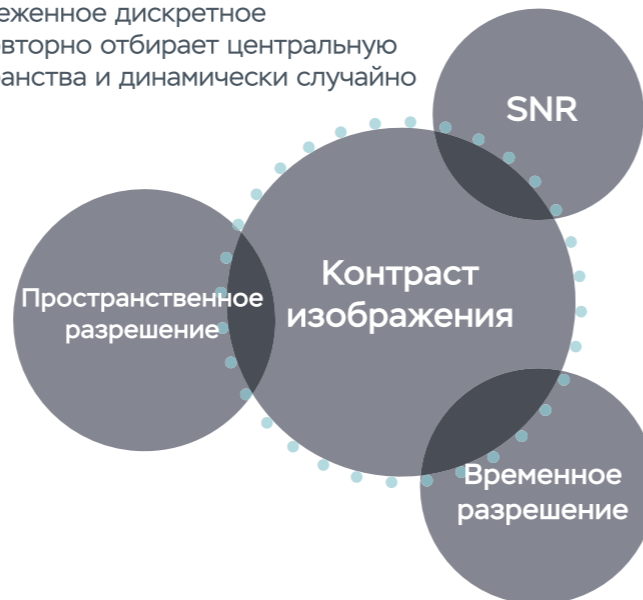 еженное дискретное
вторно отбирает центральную
анства и динамически случайно
SNR
Контраст
изображения
Пространственное
разрешение
Временное
разрешение